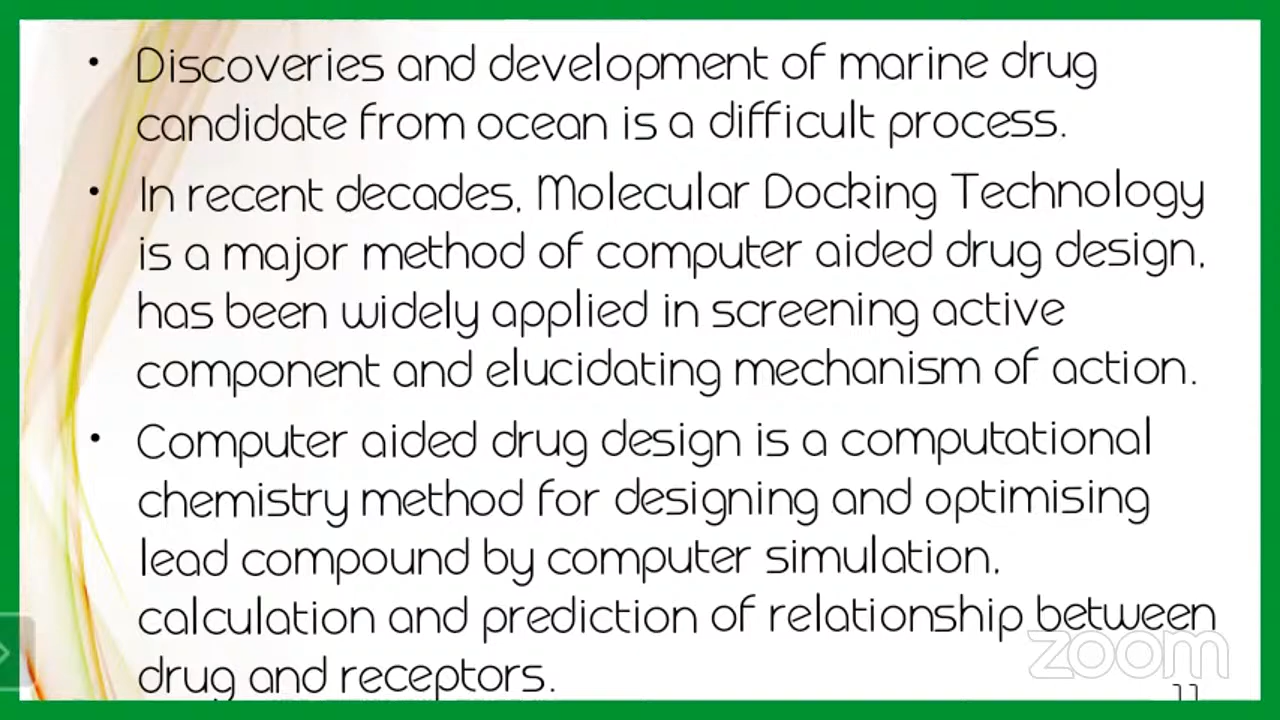 • Discoveries and development of marine drug
candidate from ocean is a difficult process.
• In recent decades, Molecular Docking Technology
is a major method of computer aided drug design,
has been widely applied in screening active
component and elucidating mechanism of action.
• Computer aided drug design is a computational
chemistry method for designing and optimising
lead compound by computer simulation,
calculation and prediction of relationship between
drug and receptors.
zoom
11